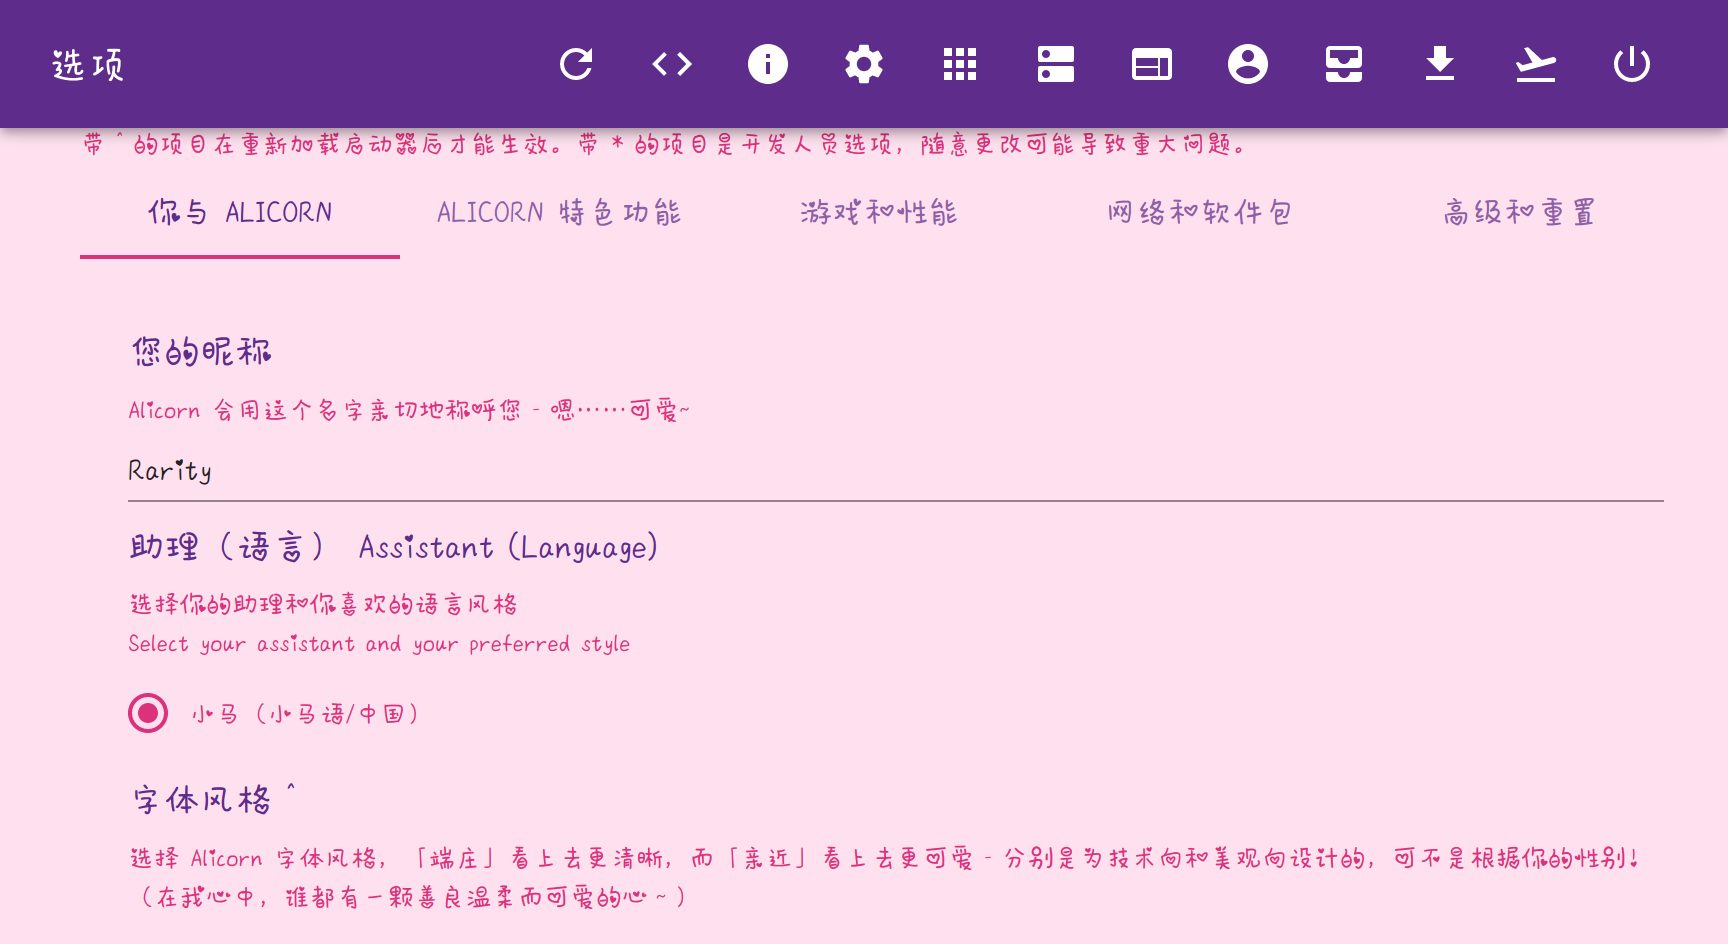 选项
带 ^ 的项目在重新加载启动器后才能生效。带 * 的项目是开发人员选项，随意更改可能导致重大问题。
你与 ALICORN
ALICORN 特色功能
游戏和性能
网络和软件包
高级和重置
您的昵称
Alicorn 会用这个名字亲切地称呼您 - 嗯……可爱~
Rarity
助理（语言） Assistant (Language)
选择你的助理和你喜欢的语言风格
Select your assistant and your preferred style
小马（小马语/中国）
字体风格 ^
选择 Alicorn 字体风格，「端庄」看上去更清晰，而「亲近」看上去更可爱 - 分别是为技术向和美观向设计的，可不是根据你的性别！
（在我心中，谁都有一颗善良温柔而可爱的心 ~ ）